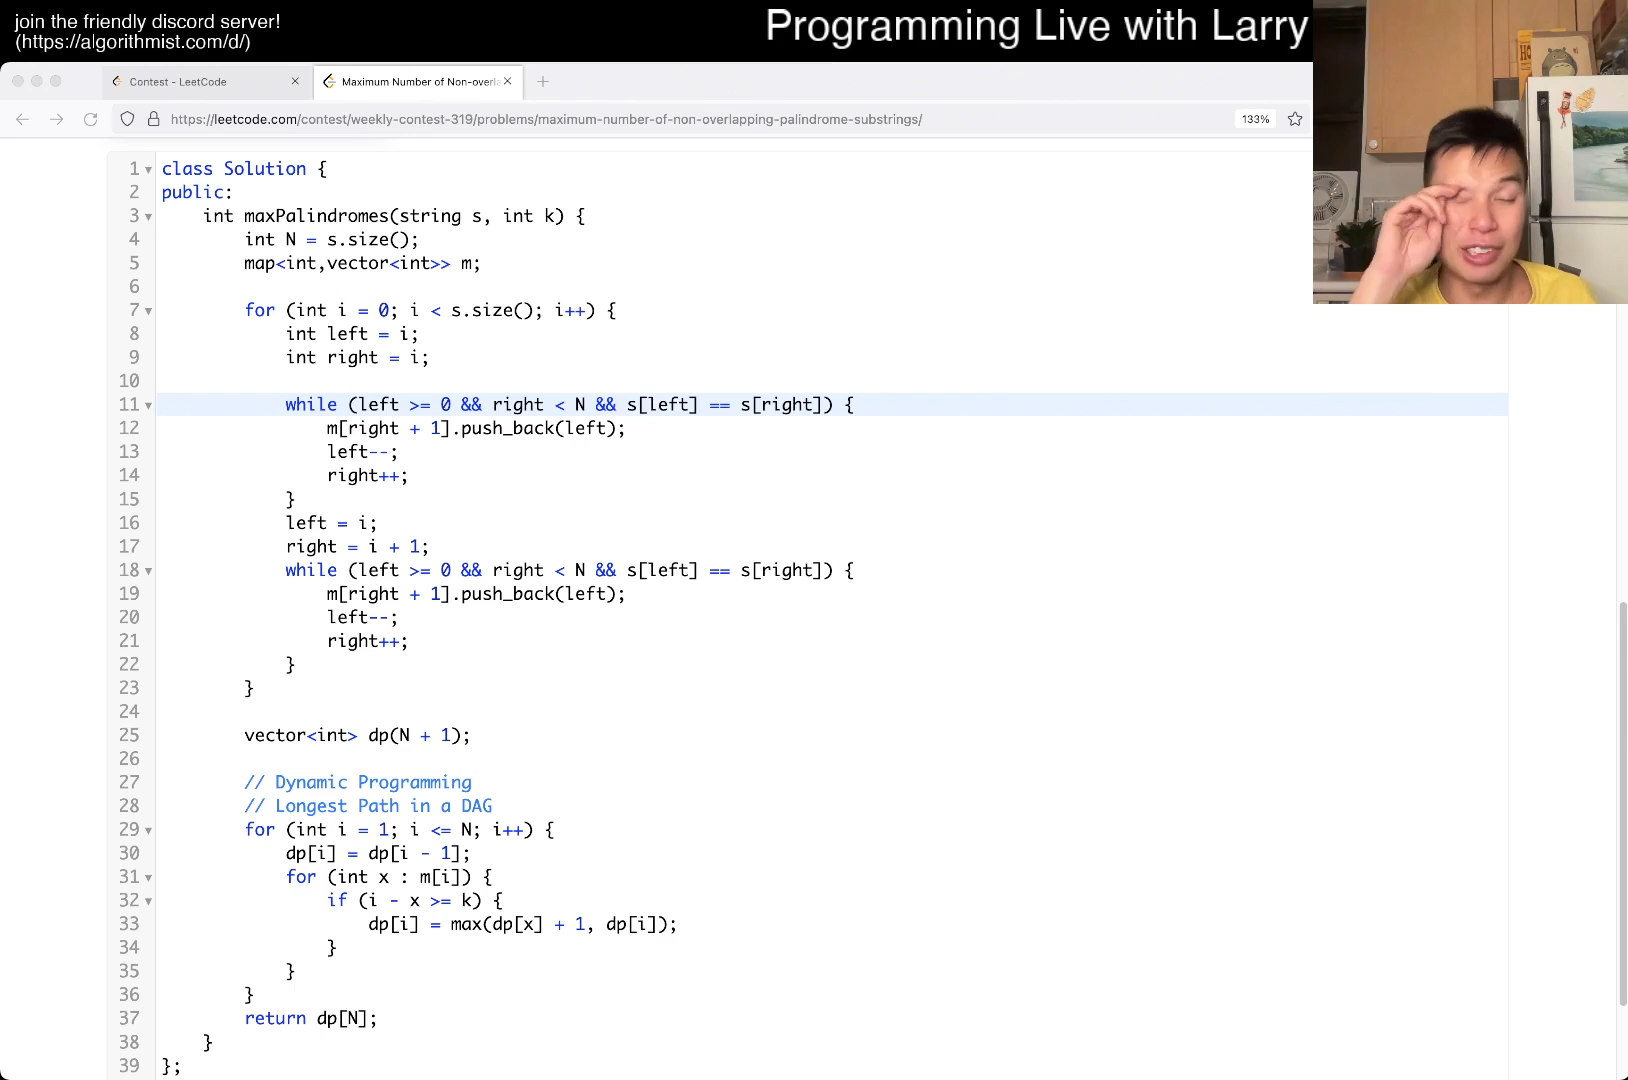 join the friendly discord server!
(https://algorithmist.com/d/)
Programming Live with Larry
Contest - LeetCode
Maximum Number of Non-overl
https://leetcode.com/contest/weekly-contest-319/problems/maximum-number-of-non-overlapping-palindrome-substrings/
133%
1 class Solution {
2 public:
3 int maxPalindromes(string s, int k) {
4 int N = s.size();
5 map<int,vector<int>> m;
6
7 for (int i = 0; i < s.size(); i++) {
8 int left = i;
9 int right = i;
10
11 while (left >= 0 && right < N && s[left] == s[right]) {
12 m[right + 1].push_back(left);
13 left--;
14 right++;
15 }
16 left = i;
17 right = i + 1;
18 while (left >= 0 && right < N && s[left] == s[right]) {
19 m[right + 1].push_back(left);
20 left--;
21 right++;
22 }
23 }
24
25 vector<int> dp(N + 1);
26
27 // Dynamic Programming
28 // Longest Path in a DAG
29 for (int i = 1; i <= N; i++) {
30 dp[i] = dp[i - 1];
31 for (int x : m[i]) {
32 if (i - x >= k) {
33 dp[i] = max(dp[x] + 1, dp[i]);
34 }
35 }
36 }
37 return dp[N];
38 }
39 };